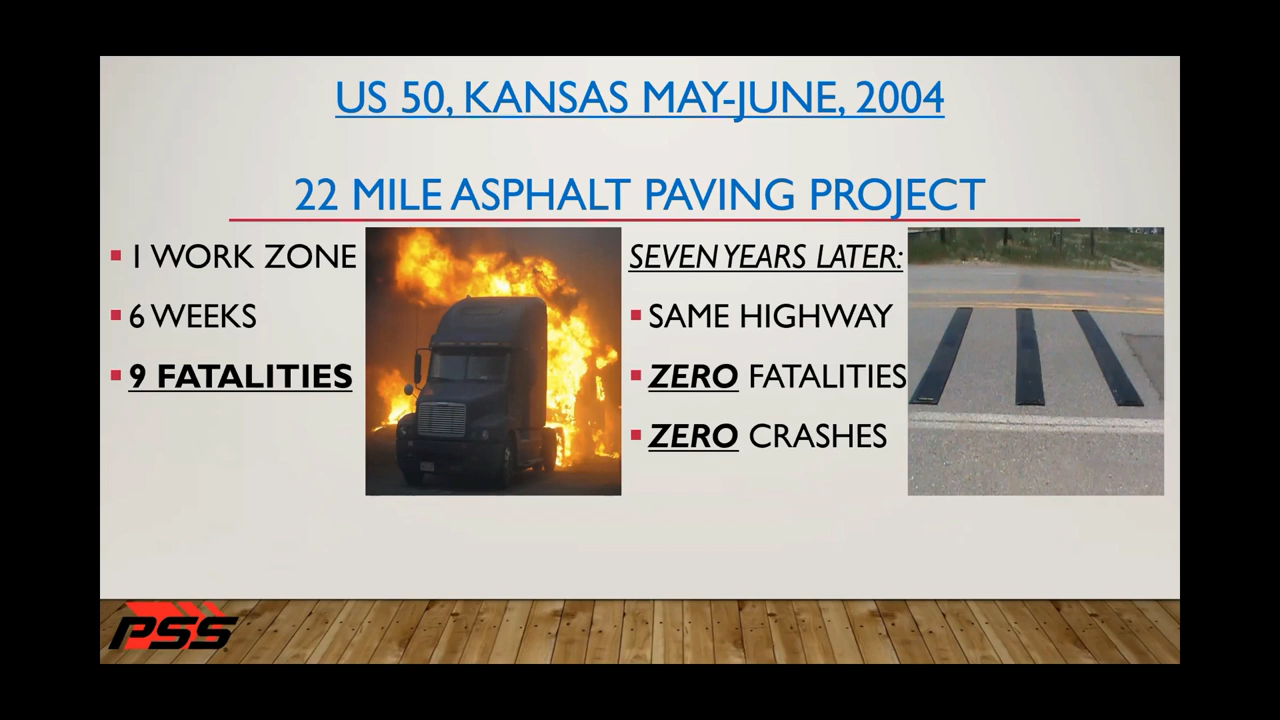 US 50, KANSAS MAY-JUNE, 2004
22 MILE ASPHALT PAVING PROJECT
1 WORK ZONE
6 WEEKS
9 FATALITIES
SEVEN YEARS LATER:
SAME HIGHWAY
ZERO FATALITIES
ZERO CRASHES
PSS